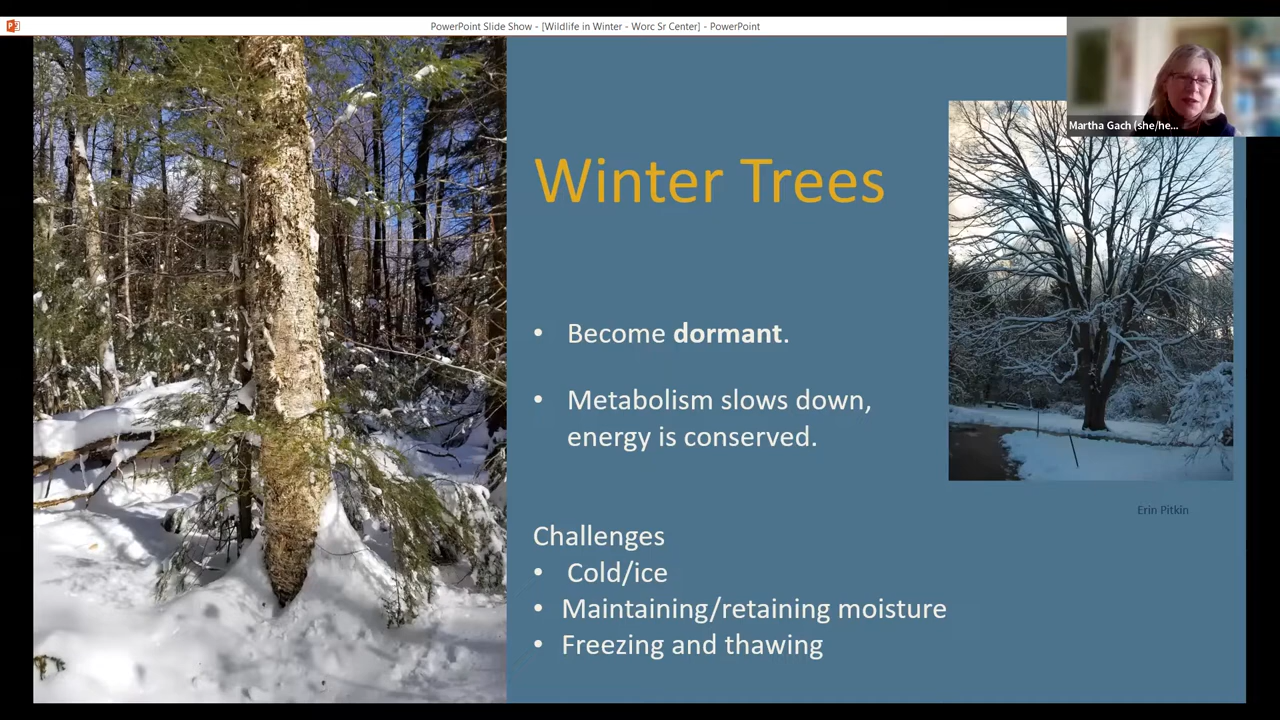 PowerPoint Slide Show - [Wildlife in Winter - Worc Sr Center] - PowerPoint
Martha Gach (she/he...
Winter Trees
• Become dormant.
• Metabolism slows down,
energy is conserved.
Erin Pitkin
Challenges
• Cold/ice
• Maintaining/retaining moisture
• Freezing and thawing